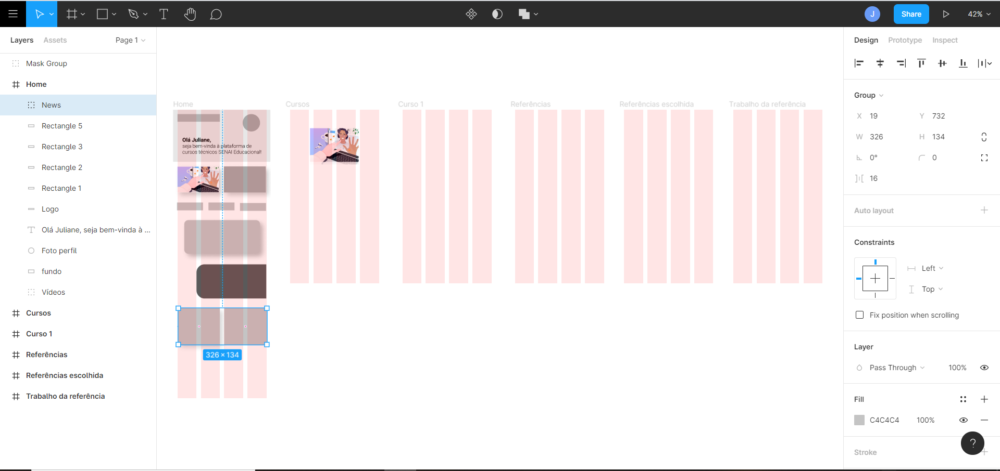 J
Share
42%
Layers
Assets
Page 1
Mask Group
Home
News
Rectangle 5
Rectangle 3
Rectangle 2
Rectangle 1
Logo
Olá Juliane, seja bem-vinda à ...
Foto perfil
fundo
Vídeos
Cursos
Curso 1
Referências
Referências escolhida
Trabalho da referência
Home
Cursos
Curso 1
Referências
Referências escolhida
Trabalho da referência
Olá Juliane,
seja bem-vinda à plataforma de
cursos técnicos SENAI Educacional!
326 × 134
Design
Prototype
Inspect
Group
X 19
Y 732
W 326
H 134
0°
0
16
Auto layout
Constraints
Left
Top
Fix position when scrolling
Layer
Pass Through
100%
Fill
C4C4C4
100%
Stroke
?